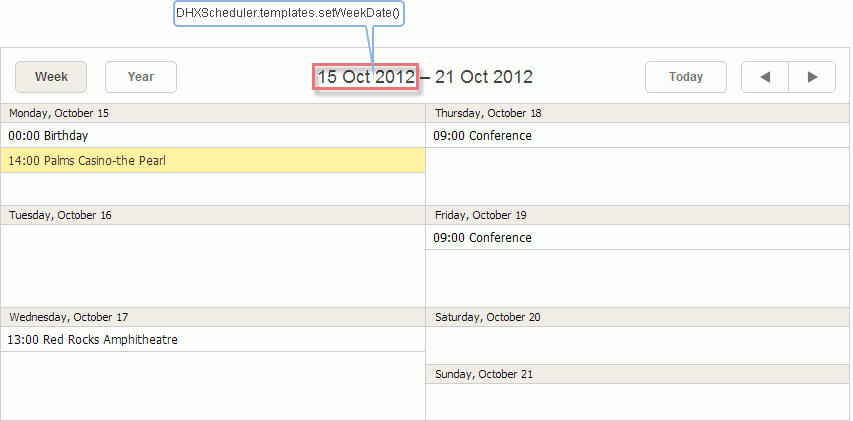 DHXScheduler.templates.setWeekDate()
Week
Year
15 Oct 2012 – 21 Oct 2012
Today
Monday, October 15
00:00 Birthday
14:00 Palms Casino-the Pearl
Tuesday, October 16
Wednesday, October 17
13:00 Red Rocks Amphitheatre
Thursday, October 18
09:00 Conference
Friday, October 19
09:00 Conference
Saturday, October 20
Sunday, October 21